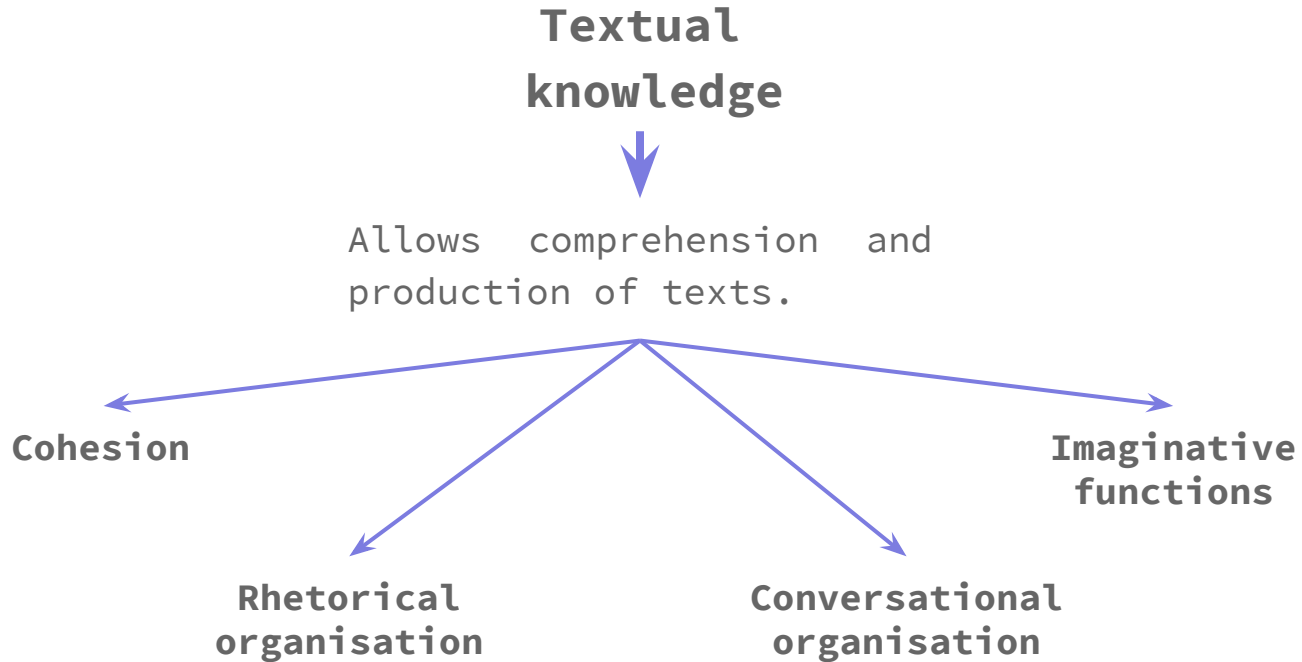 Textual
knowledge
Allows comprehension and
production of texts.
Cohesion
Imaginative
functions
Rhetorical
organisation
Conversational
organisation